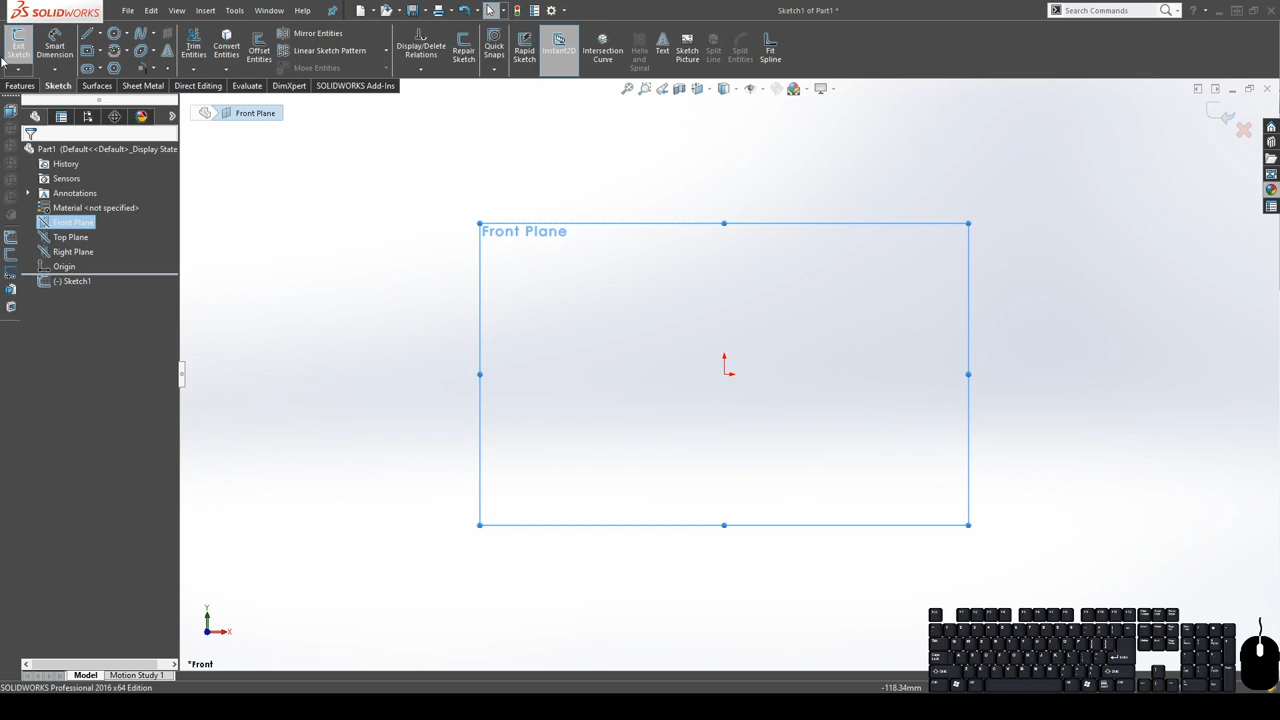 SOLIDWORKS File Edit View Insert Tools Window Help Sketch1 of Part1 * Search Commands
Exit Sketch Smart Dimension Trim Entities Convert Entities Offset Entities Mirror Entities Linear Sketch Pattern Move Entities Display/Delete Relations Repair Sketch Quick Snaps Rapid Sketch Instant2D Intersection Curve Helix and Spiral Text Sketch Picture Split Line Split Entities Fit Spline
Features Sketch Surfaces Sheet Metal Direct Editing Evaluate DimXpert SOLIDWORKS Add-Ins
Front Plane
Part1 (Default<<Default>_Display State
History
Sensors
Annotations
Material <not specified>
Front Plane
Top Plane
Right Plane
Origin
(-) Sketch1
Front Plane
Y
X
*Front
Model Motion Study 1
SOLIDWORKS Professional 2016 x64 Edition -118.34mm